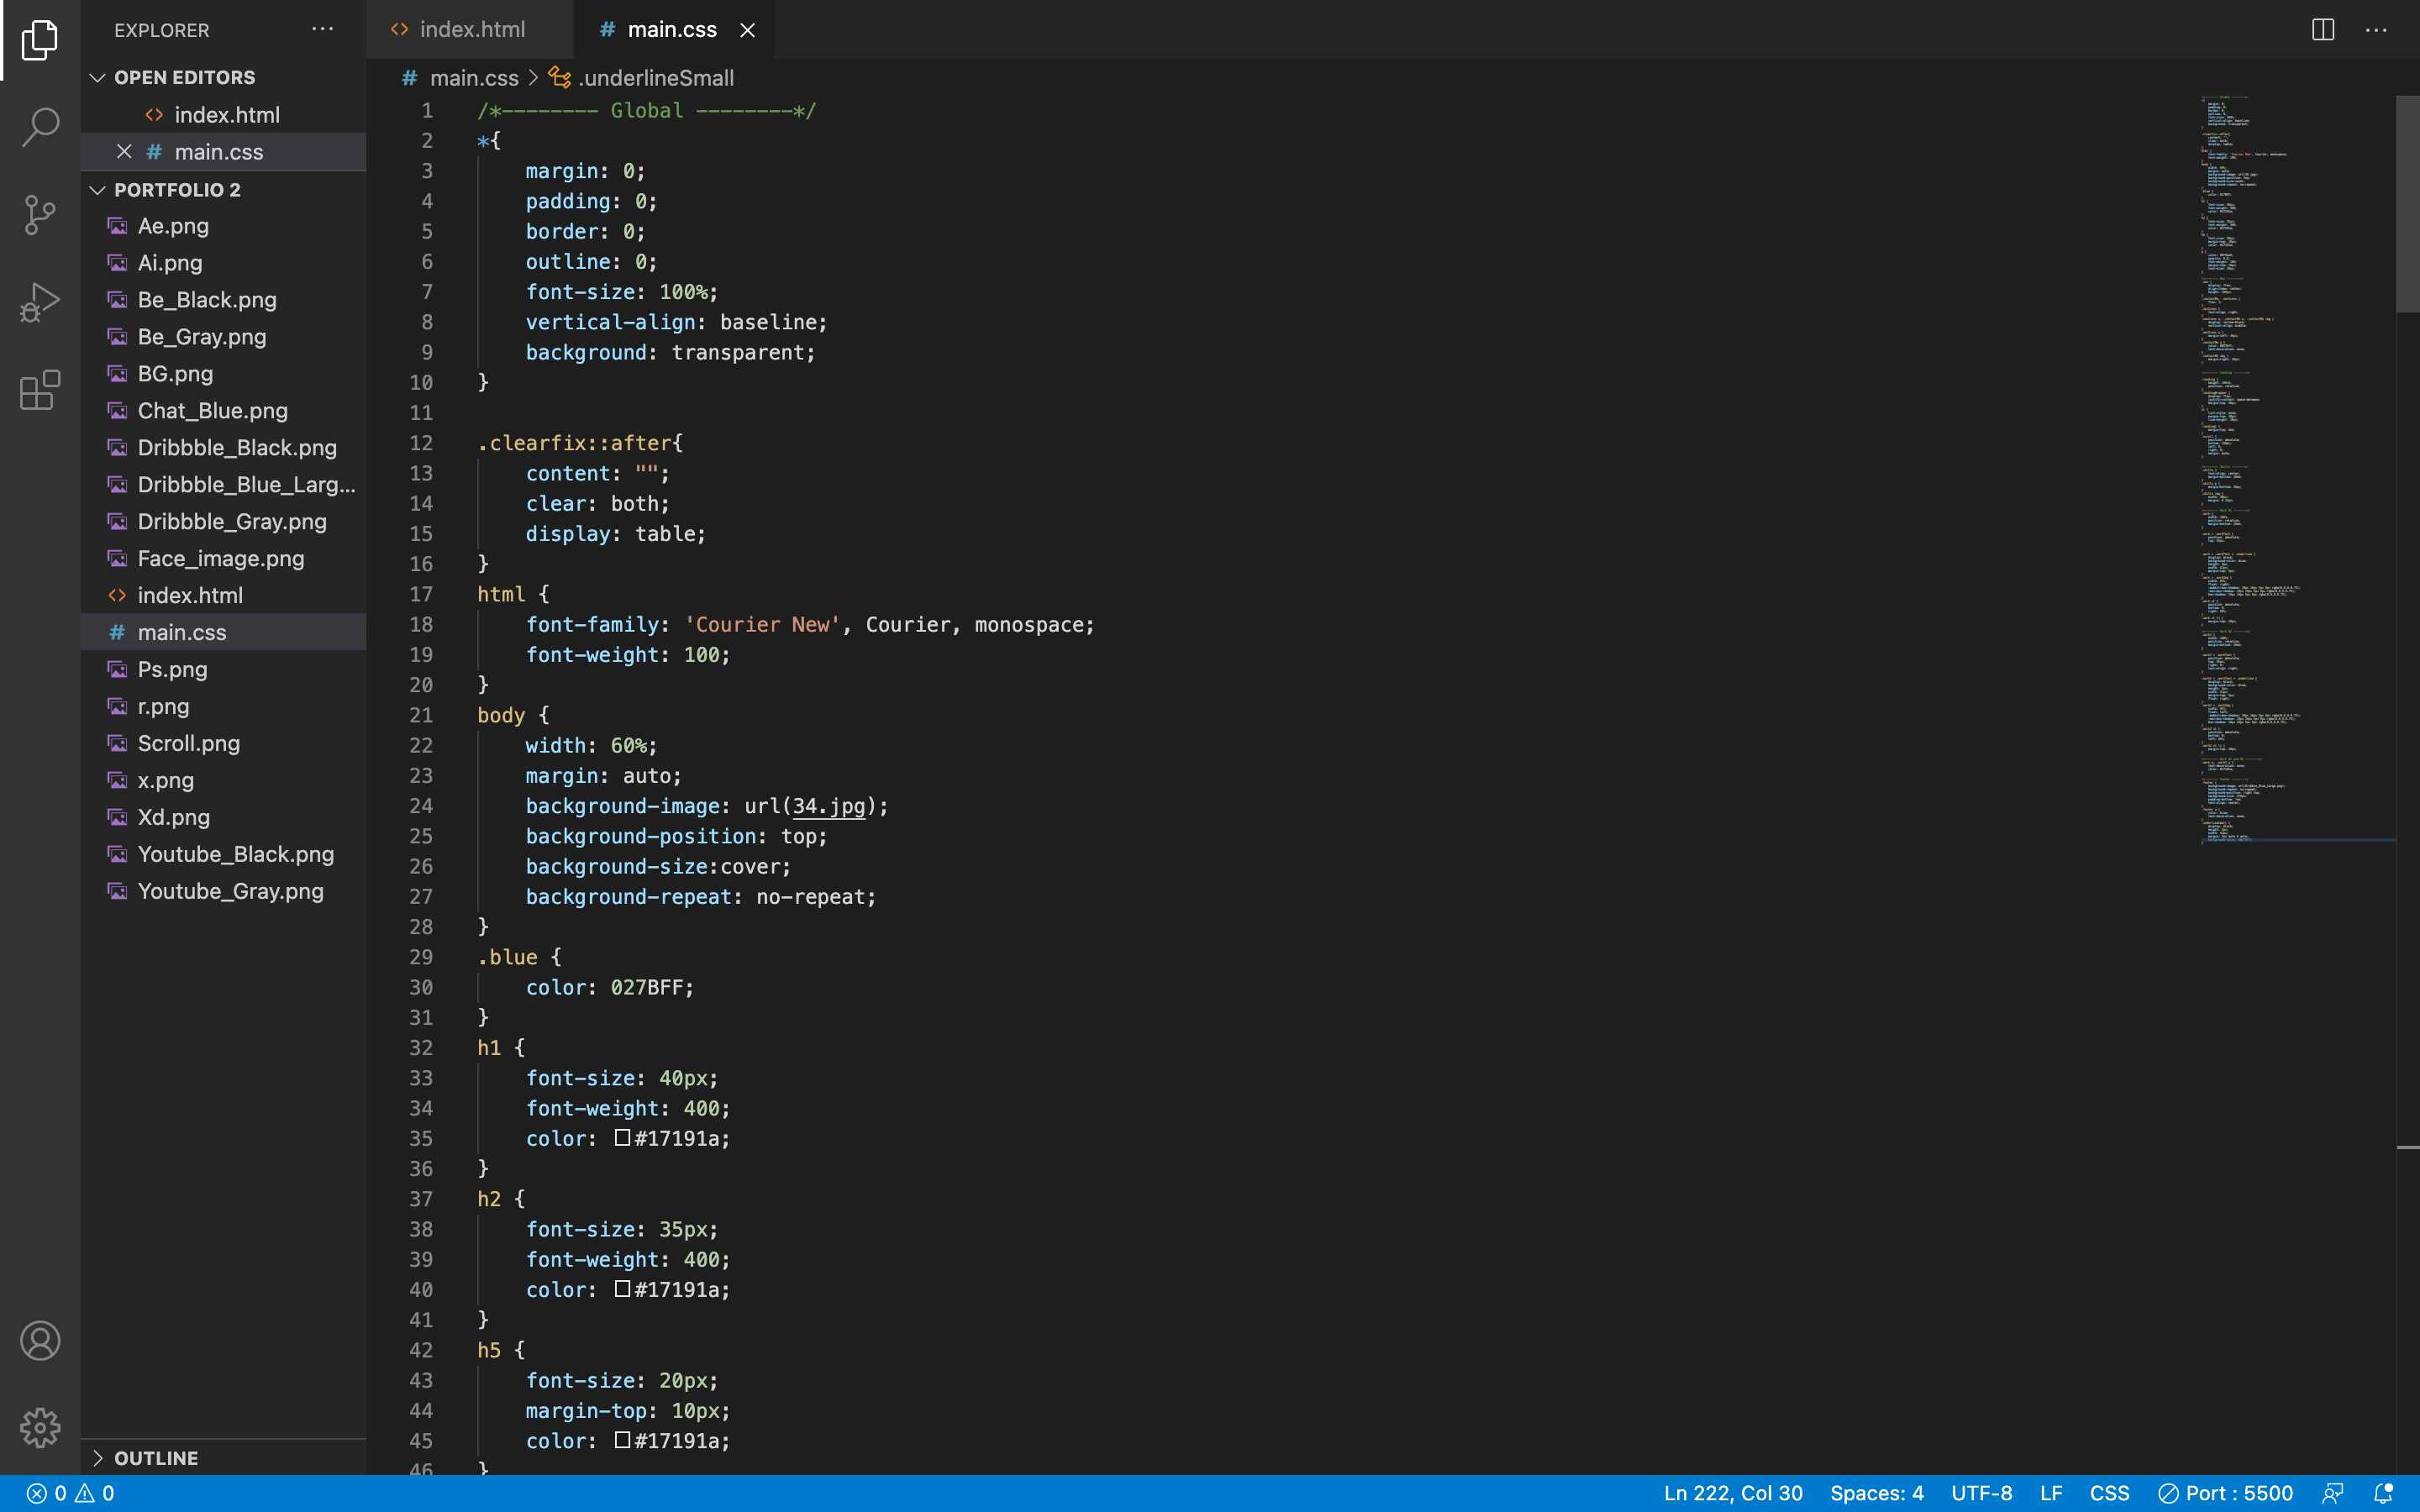 EXPLORER
OPEN EDITORS
index.html
main.css
PORTFOLIO 2
Ae.png
Ai.png
Be_Black.png
Be_Gray.png
BG.png
Chat_Blue.png
Dribbble_Black.png
Dribbble_Blue_Larg...
Dribbble_Gray.png
Face_image.png
index.html
main.css
Ps.png
r.png
Scroll.png
x.png
Xd.png
Youtube_Black.png
Youtube_Gray.png
OUTLINE
index.html
# main.css
# main.css > .underlineSmall
1 /*-------- Global --------*/
2 *{
3 margin: 0;
4 padding: 0;
5 border: 0;
6 outline: 0;
7 font-size: 100%;
8 vertical-align: baseline;
9 background: transparent;
10 }
11
12 .clearfix::after{
13 content: "";
14 clear: both;
15 display: table;
16 }
17 html {
18 font-family: 'Courier New', Courier, monospace;
19 font-weight: 100;
20 }
21 body {
22 width: 60%;
23 margin: auto;
24 background-image: url(34.jpg);
25 background-position: top;
26 background-size:cover;
27 background-repeat: no-repeat;
28 }
29 .blue {
30 color: 027BFF;
31 }
32 h1 {
33 font-size: 40px;
34 font-weight: 400;
35 color: #17191a;
36 }
37 h2 {
38 font-size: 35px;
39 font-weight: 400;
40 color: #17191a;
41 }
42 h5 {
43 font-size: 20px;
44 margin-top: 10px;
45 color: #17191a;
46 }
0 0
Ln 222, Col 30 Spaces: 4 UTF-8 LF CSS Port : 5500